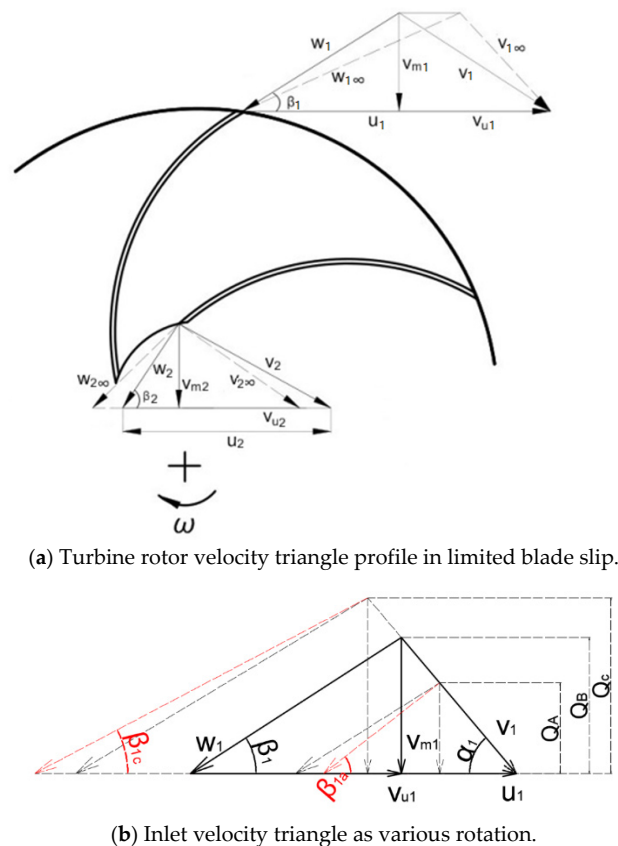 w1
w1∞
vm1
v1
v1∞
β1
u1
vu1
w2∞
w2
β2
vm2
v2∞
v2
vu2
u2
ω
(a) Turbine rotor velocity triangle profile in limited blade slip.
β1c
w1
β1
β1a
vm1
vu1
α1
v1
u1
QA
QB
Qc
(b) Inlet velocity triangle as various rotation.